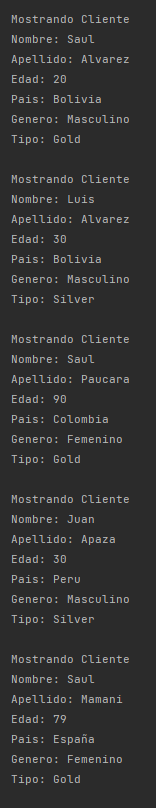 Mostrando Cliente
Nombre: Saul
Apellido: Alvarez
Edad: 20
Pais: Bolivia
Genero: Masculino
Tipo: Gold
Mostrando Cliente
Nombre: Luis
Apellido: Alvarez
Edad: 30
Pais: Bolivia
Genero: Masculino
Tipo: Silver
Mostrando Cliente
Nombre: Saul
Apellido: Paucara
Edad: 90
Pais: Colombia
Genero: Femenino
Tipo: Gold
Mostrando Cliente
Nombre: Juan
Apellido: Apaza
Edad: 30
Pais: Peru
Genero: Masculino
Tipo: Silver
Mostrando Cliente
Nombre: Saul
Apellido: Mamani
Edad: 79
Pais: España
Genero: Femenino
Tipo: Gold